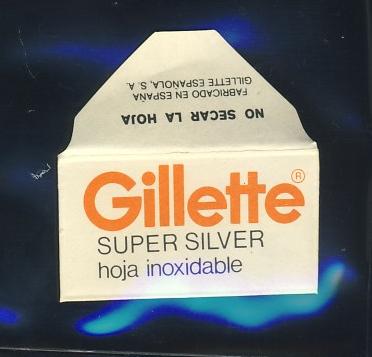 GILLETTE ESPAÑOLA, S. A.
FABRICADO EN ESPAÑA
NO SECAR LA HOJA
Gillette®
SUPER SILVER
hoja inoxidable